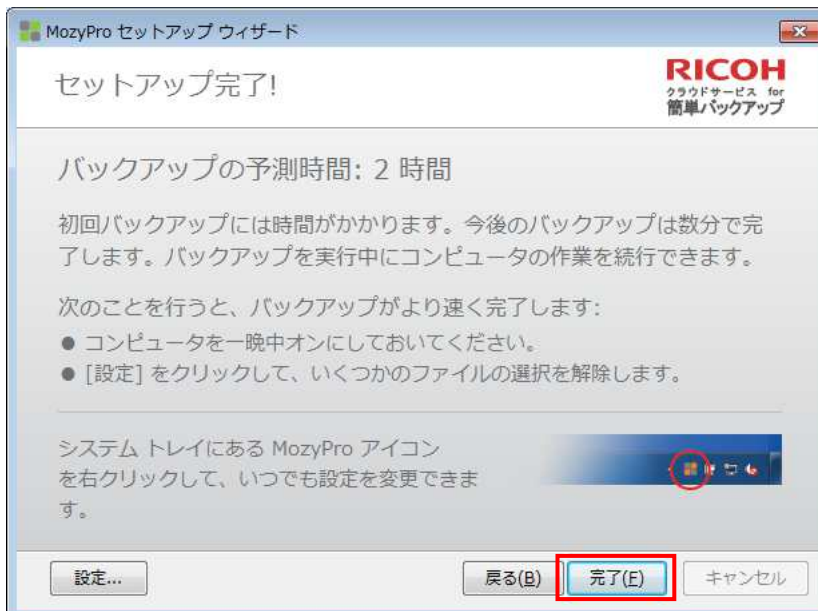 MozyPro セットアップ ウィザード
セットアップ完了!
RICOH
クラウドサービス for
簡単バックアップ
バックアップの予測時間: 2 時間
初回バックアップには時間がかかります。今後のバックアップは数分で完
了します。バックアップを実行中にコンピュータの作業を続行できます。
次のことを行うと、バックアップがより速く完了します:
● コンピュータを一晩中オンにしておいてください。
● [設定] をクリックして、いくつかのファイルの選択を解除します。
システム トレイにある MozyPro アイコン
を右クリックして、いつでも設定を変更できま
す。
設定...
戻る(B)
完了(F)
キャンセル